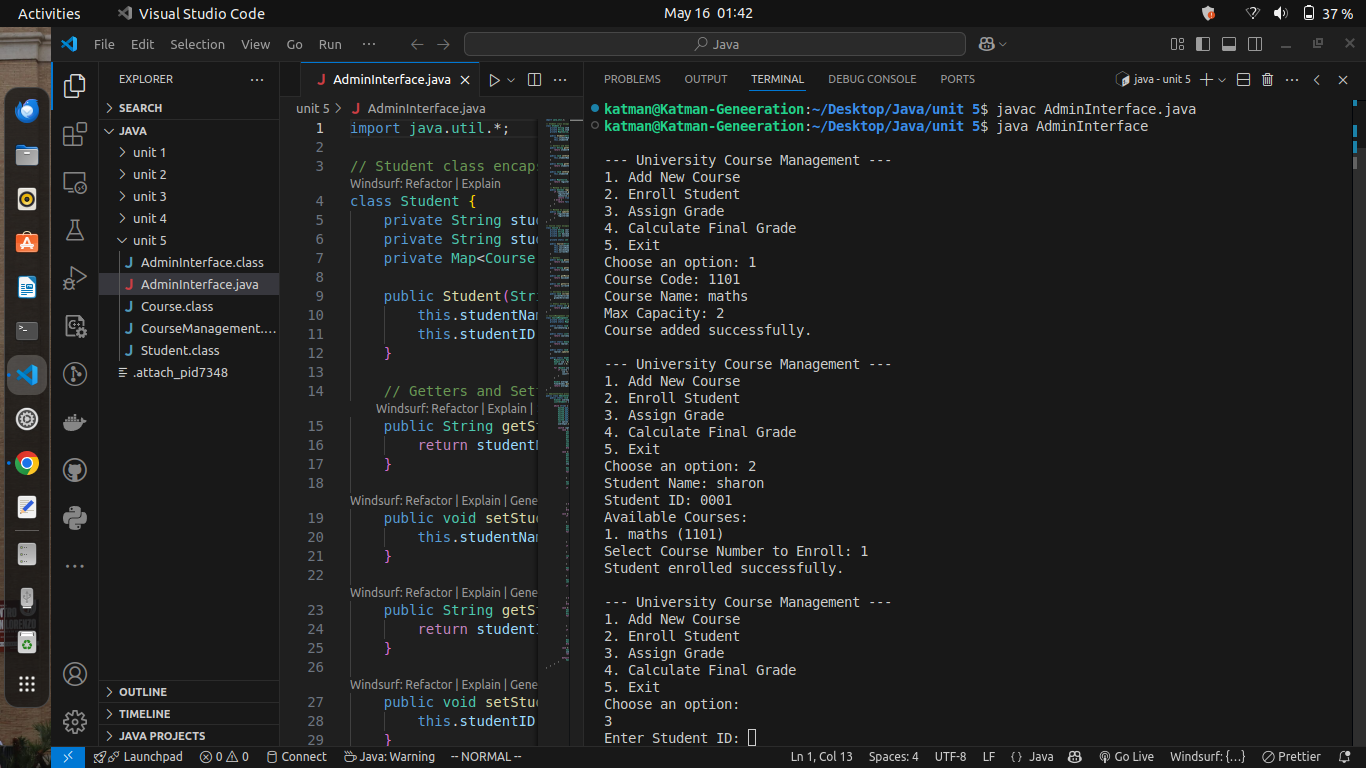 Activities
Visual Studio Code
May 16 01:42
37 %
File Edit Selection View Go Run ···
Java
EXPLORER
SEARCH
JAVA
unit 1
unit 2
unit 3
unit 4
unit 5
AdminInterface.class
AdminInterface.java
Course.class
CourseManagement....
Student.class
.attach_pid7348
OUTLINE
TIMELINE
JAVA PROJECTS
AdminInterface.java
unit 5 > AdminInterface.java
1 import java.util.*;
2
3 // Student class encaps
Windsurf: Refactor | Explain
4 class Student {
5 private String stud
6 private String stud
7 private Map<Course
8
9 public Student(Stri
10 this.studentNam
11 this.studentID
12 }
13
14 // Getters and Sett
Windsurf: Refactor | Explain |
15 public String getSt
16 return studentN
17 }
18
Windsurf: Refactor | Explain | Gene
19 public void setStud
20 this.studentNam
21 }
22
Windsurf: Refactor | Explain | Gene
23 public String getSt
24 return studentI
25 }
26
Windsurf: Refactor | Explain | Gene
27 public void setStud
28 this.studentID
29 }
PROBLEMS OUTPUT TERMINAL DEBUG CONSOLE PORTS
java - unit 5
katman@Katman-Geneeration:~/Desktop/Java/unit 5$ javac AdminInterface.java
katman@Katman-Geneeration:~/Desktop/Java/unit 5$ java AdminInterface
--- University Course Management ---
1. Add New Course
2. Enroll Student
3. Assign Grade
4. Calculate Final Grade
5. Exit
Choose an option: 1
Course Code: 1101
Course Name: maths
Max Capacity: 2
Course added successfully.
--- University Course Management ---
1. Add New Course
2. Enroll Student
3. Assign Grade
4. Calculate Final Grade
5. Exit
Choose an option: 2
Student Name: sharon
Student ID: 0001
Available Courses:
1. maths (1101)
Select Course Number to Enroll: 1
Student enrolled successfully.
--- University Course Management ---
1. Add New Course
2. Enroll Student
3. Assign Grade
4. Calculate Final Grade
5. Exit
Choose an option:
3
Enter Student ID:
Launchpad 0 0 Connect Java: Warning -- NORMAL -- Ln 1, Col 13 Spaces: 4 UTF-8 LF {} Java Go Live Windsurf: {...} Prettier